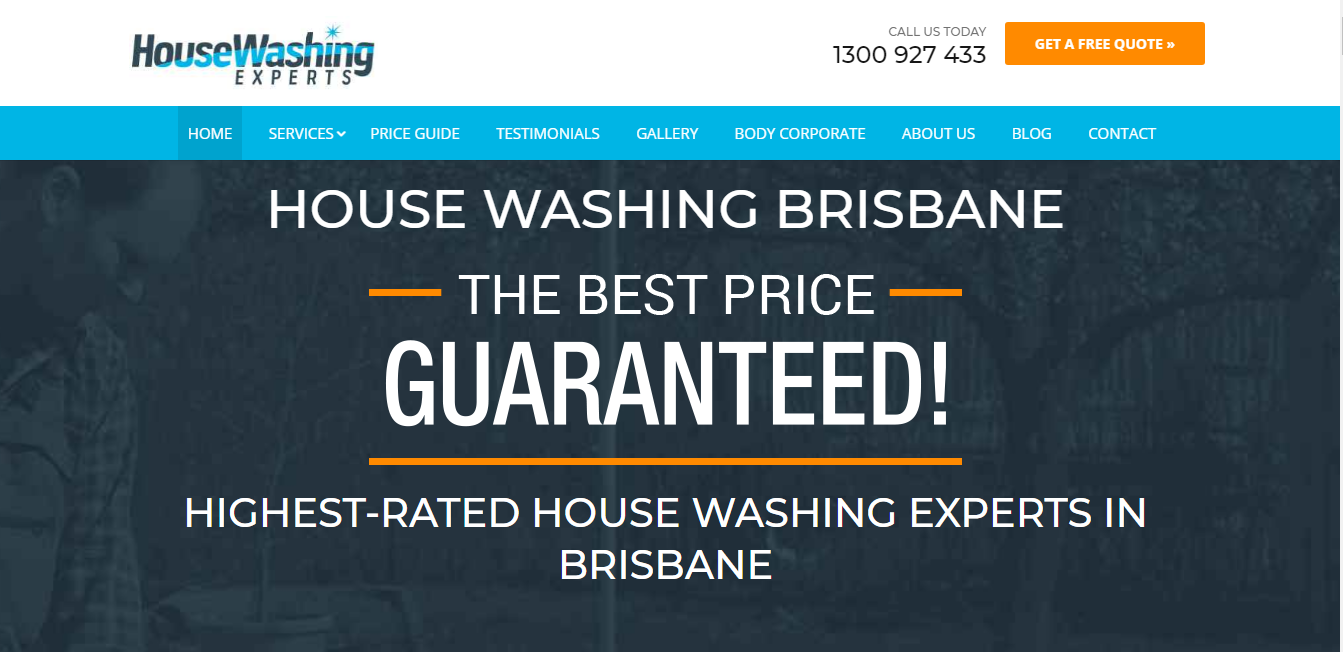 HouseWashing
EXPERTS
CALL US TODAY
1300 927 433
GET A FREE QUOTE »
HOME SERVICES PRICE GUIDE TESTIMONIALS GALLERY BODY CORPORATE ABOUT US BLOG CONTACT
HOUSE WASHING BRISBANE
THE BEST PRICE
GUARANTEED!
HIGHEST-RATED HOUSE WASHING EXPERTS IN
BRISBANE